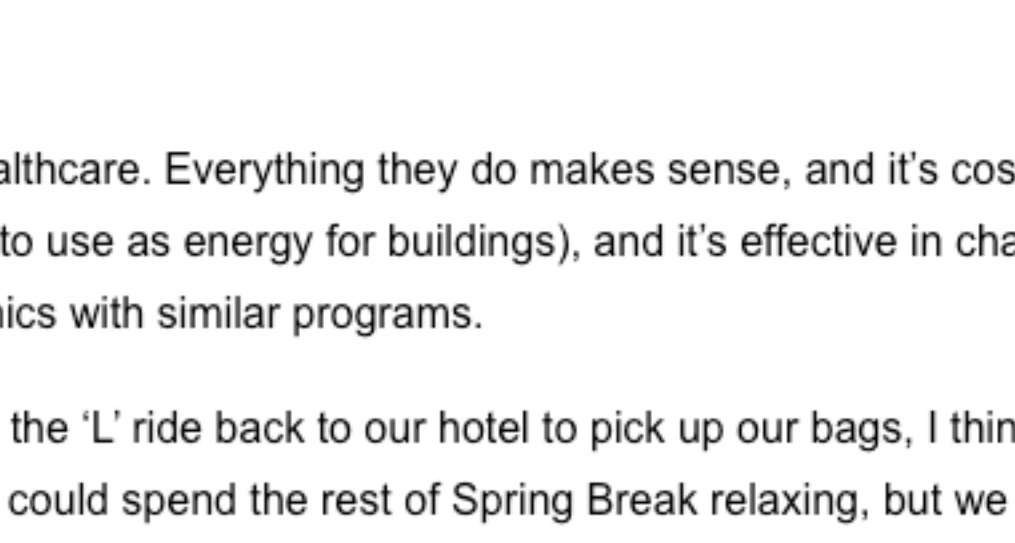 althcare. Everything they do makes sense, and it’s cos
to use as energy for buildings), and it’s effective in cha
ics with similar programs.
the ‘L’ ride back to our hotel to pick up our bags, I thin
could spend the rest of Spring Break relaxing, but we